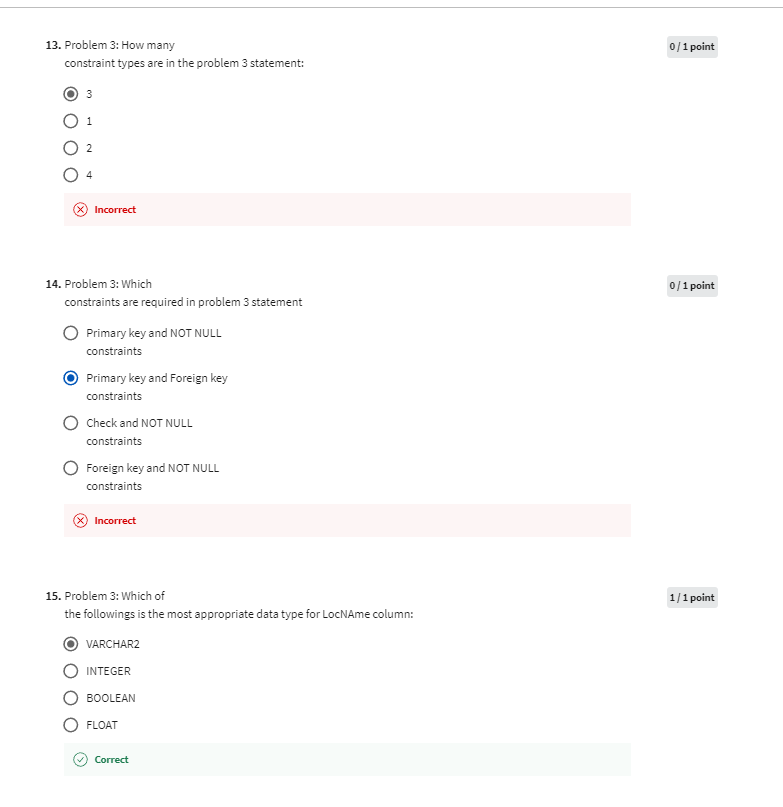 13. Problem 3: How many
0 / 1 point
constraint types are in the problem 3 statement:
3
1
2
4
Incorrect
14. Problem 3: Which
0 / 1 point
constraints are required in problem 3 statement
Primary key and NOT NULL
constraints
Primary key and Foreign key
constraints
Check and NOT NULL
constraints
Foreign key and NOT NULL
constraints
Incorrect
15. Problem 3: Which of
1 / 1 point
the followings is the most appropriate data type for LocNAme column:
VARCHAR2
INTEGER
BOOLEAN
FLOAT
Correct